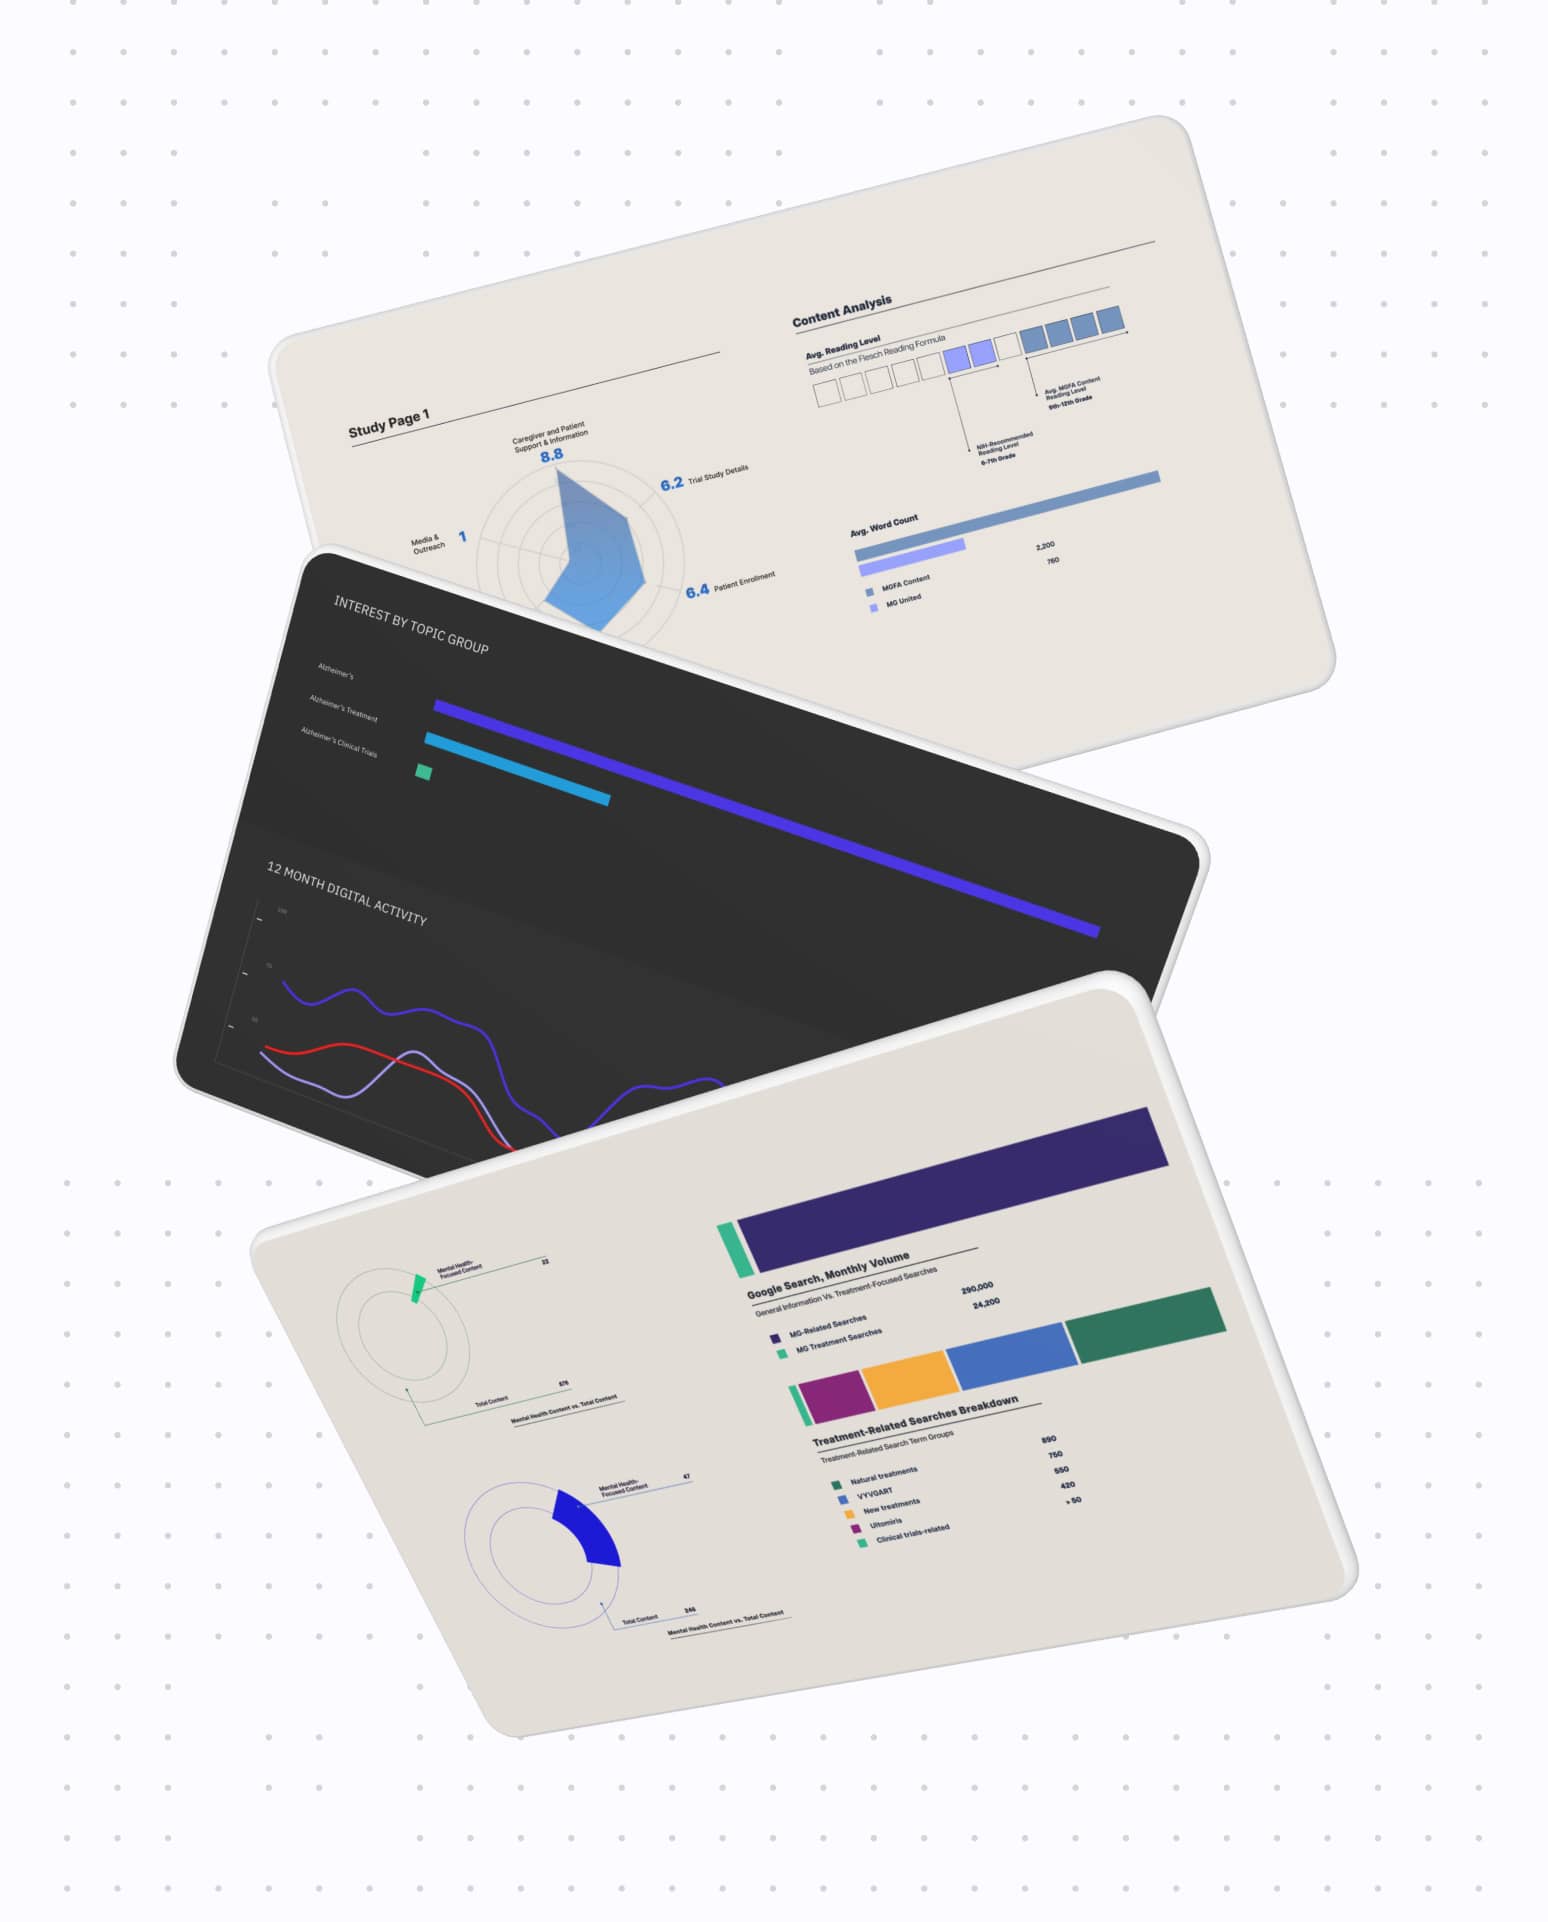 Study Page 1
Caregiver and Patient
Support & Information
8.8
6.2 Trial Study Details
Media &
Outreach
1
6.4 Patient Enrollment
Content Analysis
Avg. Reading Level
Based on the Flesch Reading Formula
Avg. MGFA Content
Reading Level
9th-12th Grade
NIH-Recommended
Reading Level
6-7th Grade
Avg. Word Count
2,200
760
MGFA Content
MG United
INTEREST BY TOPIC GROUP
Alzheimer's
Alzheimer's Treatment
Alzheimer's Clinical Trials
12 MONTH DIGITAL ACTIVITY
Mental Health-
Focused Content
22
Total Content
Mental Health Content vs. Total Content
Mental Health-
Focused Content
47
Total Content
246
Mental Health Content vs. Total Content
Google Search, Monthly Volume
General Information Vs. Treatment-Focused Searches
MG-Related Searches 290,000
MG Treatment Searches 24,200
Treatment-Related Searches Breakdown
Treatment-Related Search Term Groups
Natural treatments 690
VYVGART 750
New treatments 550
Ultomiris 420
Clinical trials-related > 50